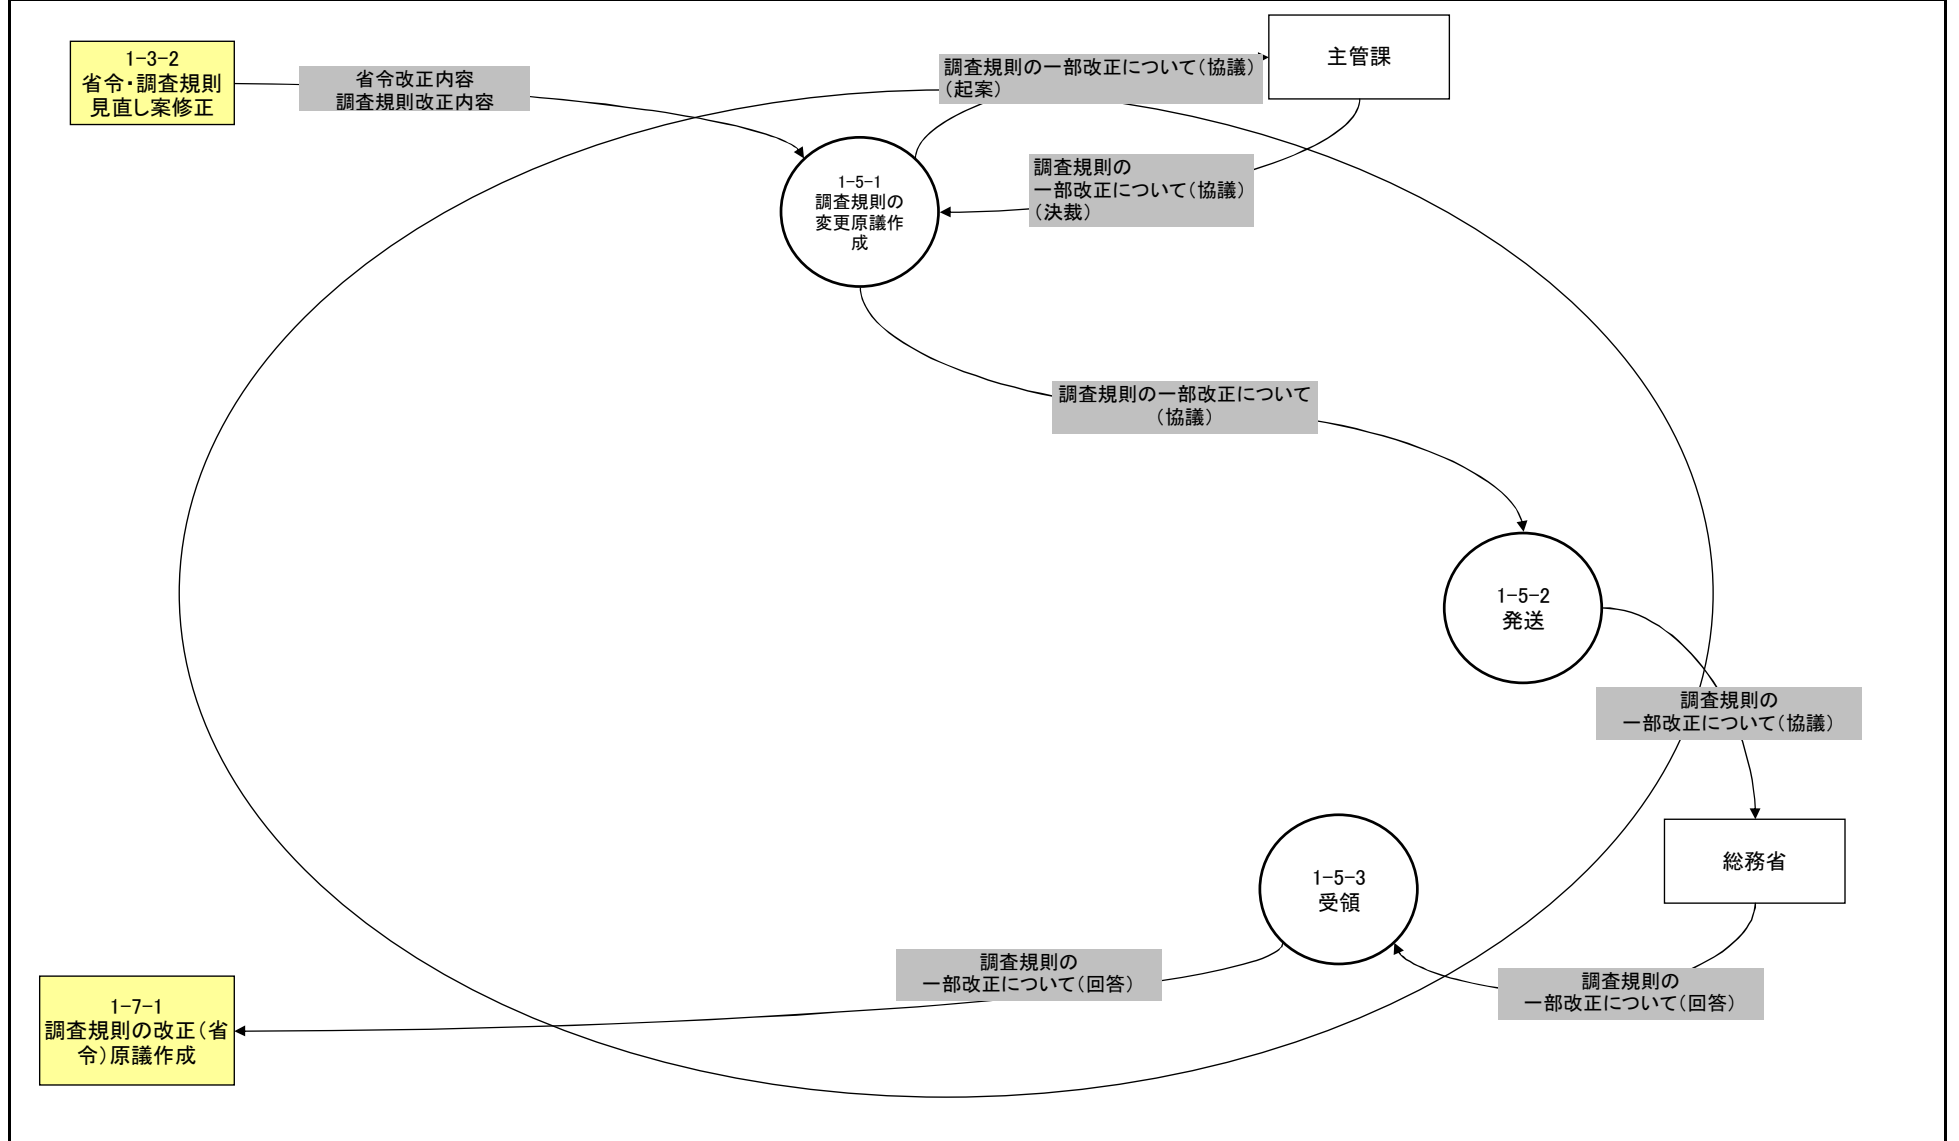 1-3-2
省令・調査規則
見直し案修正
省令改正内容
調査規則改正内容
調査規則の一部改正について（協議）
（起案）
主管課
調査規則の
一部改正について（協議）
（決裁）
1-5-1
調査規則の
変更原議作
成
調査規則の一部改正について
（協議）
1-5-2
発送
調査規則の
一部改正について（協議）
総務省
1-5-3
受領
調査規則の
一部改正について（回答）
調査規則の
一部改正について（回答）
1-7-1
調査規則の改正（省
令）原議作成